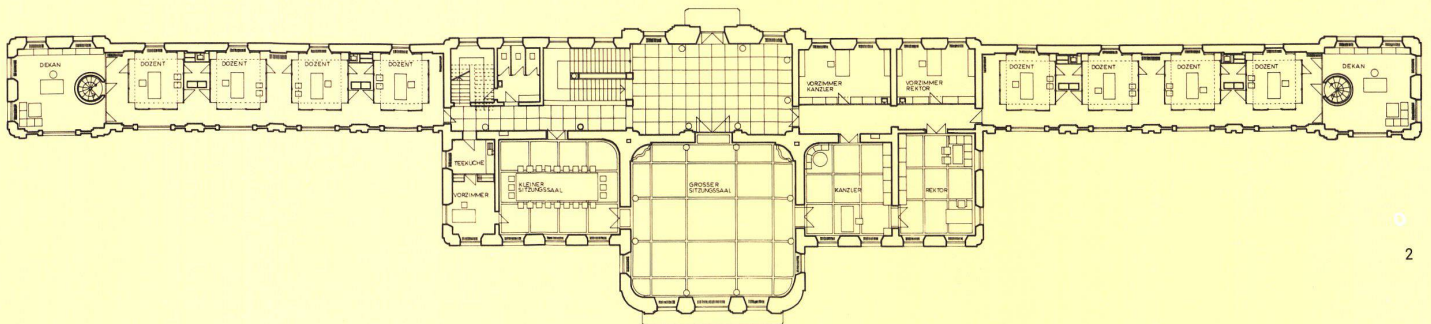 DEKAN
DOZENT
DOZENT
DOZENT
DOZENT
VORZIMMER
KANZLER
VORZIMMER
REKTOR
DOZENT
DOZENT
DOZENT
DOZENT
DEKAN
TEEKÜCHE
VORZIMMER
KLEINER
SITZUNGSSAAL
GROSSER
SITZUNGSSAAL
KANZLER
REKTOR
2